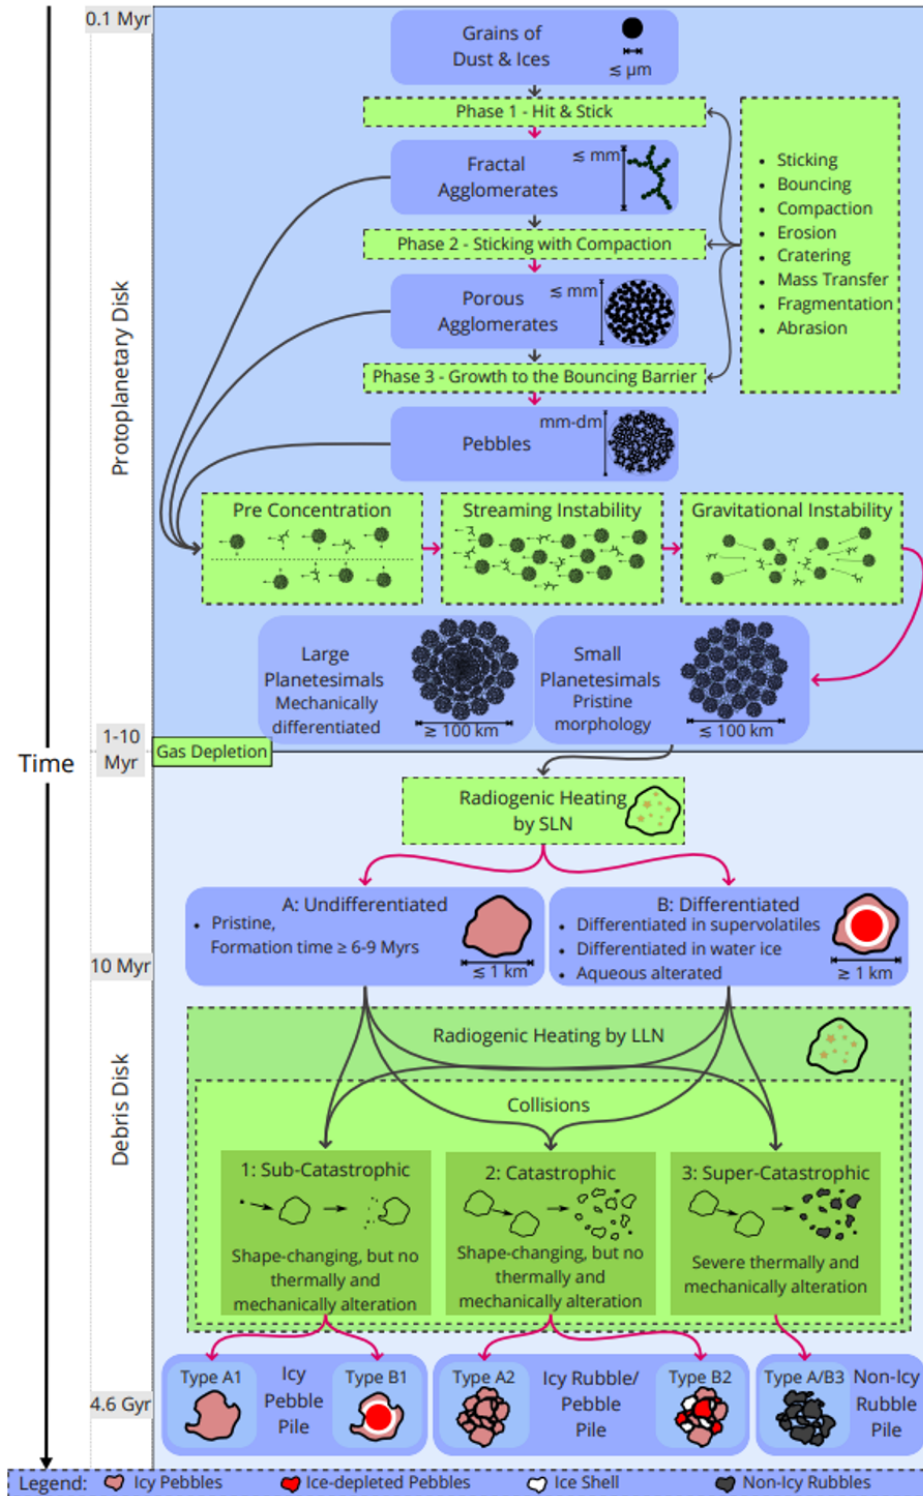 0.1 Myr
Grains of
Dust & Ices
≲ μm
Phase 1 - Hit & Stick
Fractal
Agglomerates
≲ mm
Phase 2 - Sticking with Compaction
Porous
Agglomerates
≲ mm
Phase 3 - Growth to the Bouncing Barrier
Pebbles
mm-dm
• Sticking
• Bouncing
• Compaction
• Erosion
• Cratering
• Mass Transfer
• Fragmentation
• Abrasion
Protoplanetary Disk
Pre Concentration
Streaming Instability
Gravitational Instability
Large
Planetesimals
Mechanically
differentiated
≳ 100 km
Small
Planetesimals
Pristine
morphology
≲ 100 km
1-10
Myr
Gas Depletion
Time
Radiogenic Heating
by SLN
A: Undifferentiated
• Pristine,
Formation time ≥ 6-9 Myrs
≲ 1 km
B: Differentiated
• Differentiated in supervolatiles
• Differentiated in water ice
• Aqueous alterated
≥ 1 km
10 Myr
Debris Disk
Radiogenic Heating by LLN
Collisions
1: Sub-Catastrophic
Shape-changing, but no
thermally and
mechanically alteration
2: Catastrophic
Shape-changing, but no
thermally and
mechanically alteration
3: Super-Catastrophic
Severe thermally and
mechanically alteration
4.6 Gyr
Type A1
Icy
Pebble
Pile
Type B1
Type A2
Icy Rubble/
Pebble
Pile
Type B2
Type A/B3
Non-Icy
Rubble
Pile
Legend:
Icy Pebbles
Ice-depleted Pebbles
Ice Shell
Non-Icy Rubbles